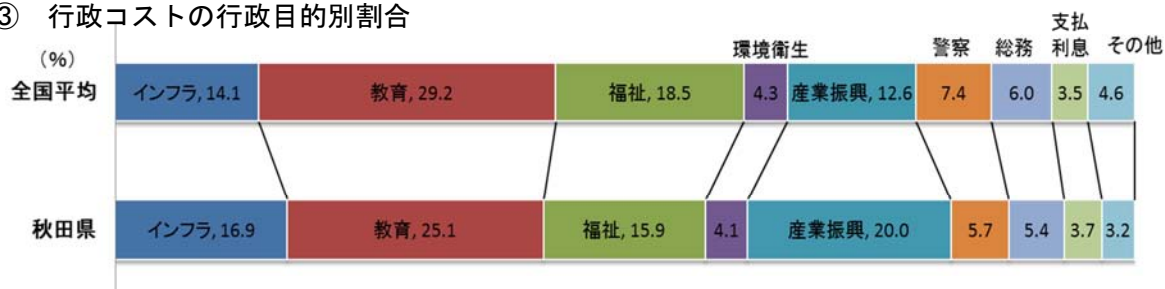 ③ 行政コストの行政目的別割合
(%)
環境衛生 警察 総務 支払利息 その他
全国平均 インフラ, 14.1 教育, 29.2 福祉, 18.5 4.3 産業振興, 12.6 7.4 6.0 3.5 4.6
秋田県 インフラ, 16.9 教育, 25.1 福祉, 15.9 4.1 産業振興, 20.0 5.7 5.4 3.7 3.2